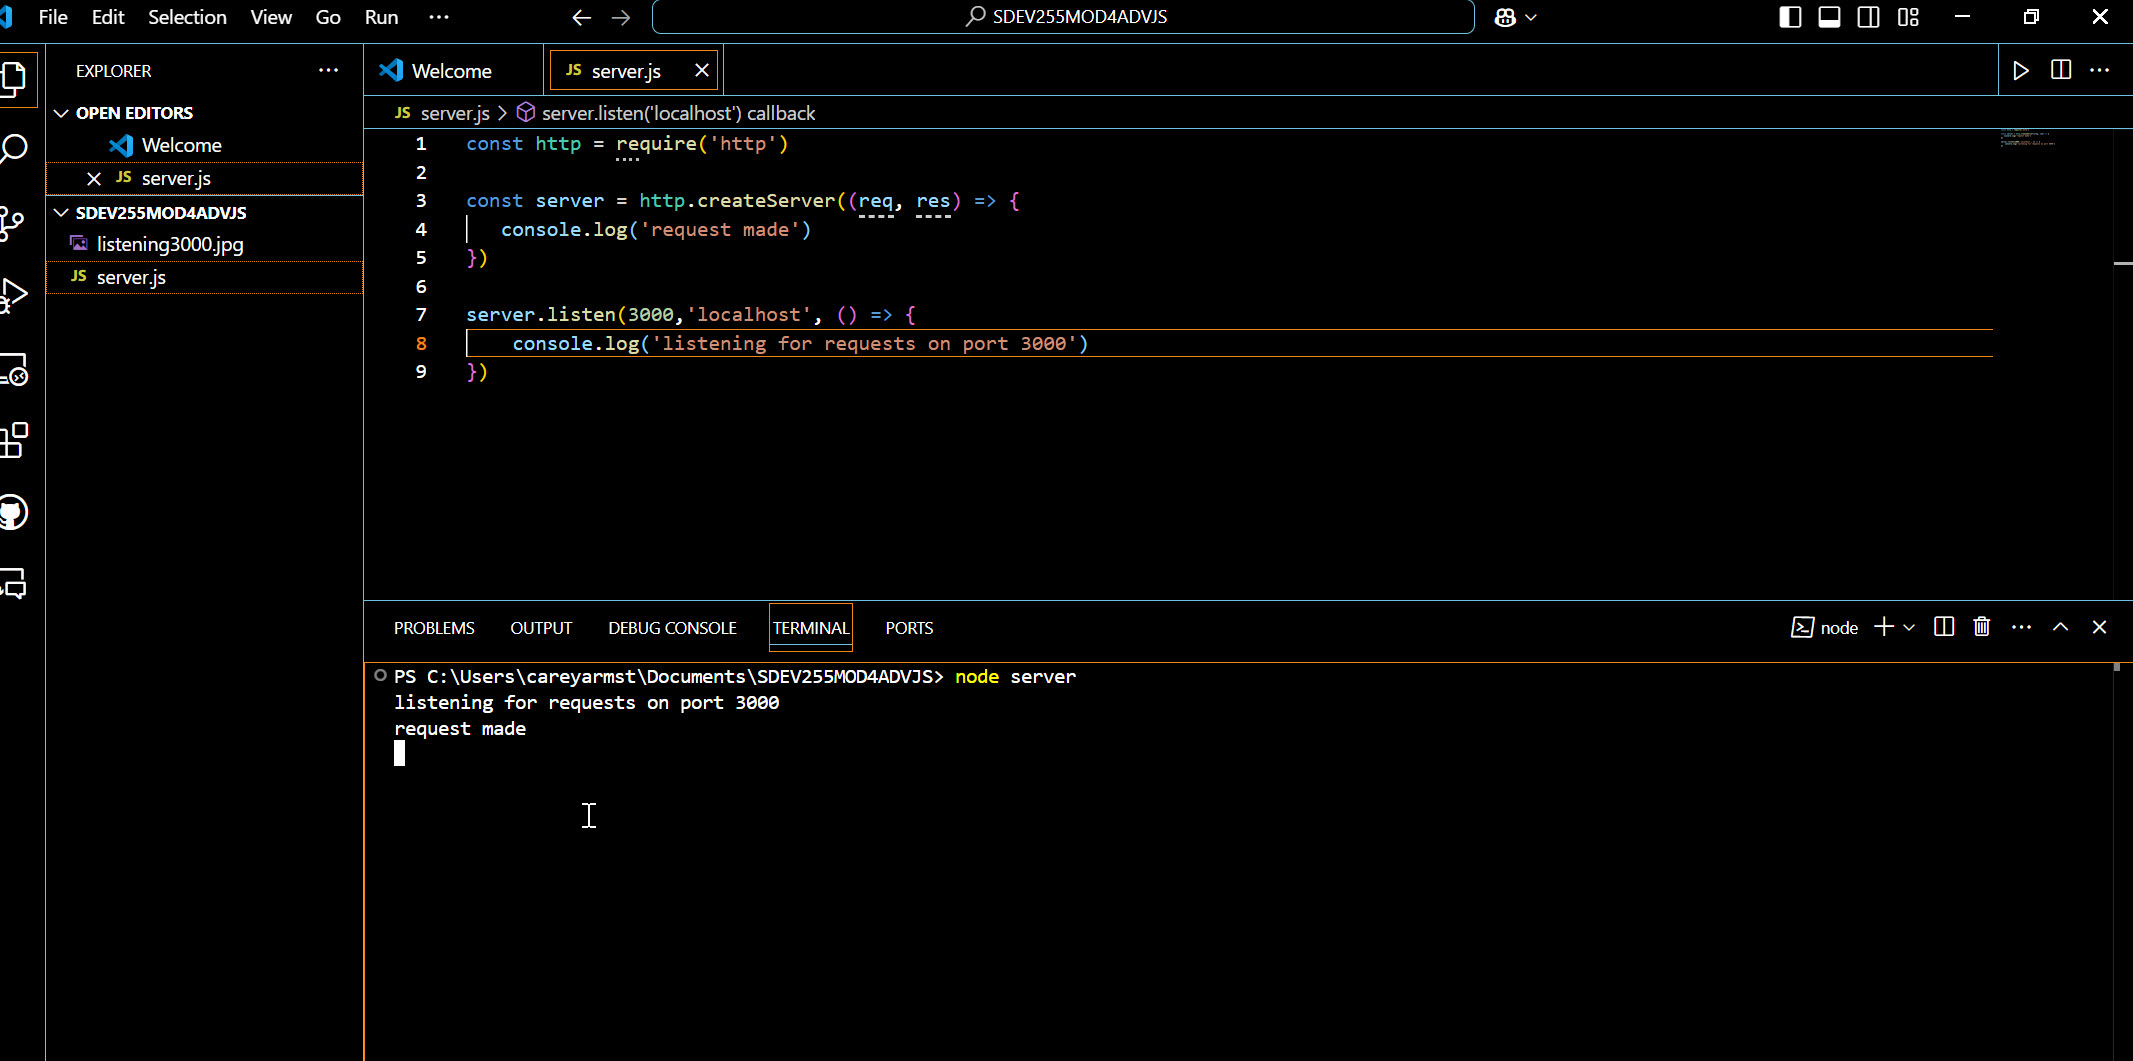 File Edit Selection View Go Run ···
SDEV255MOD4ADVJS
EXPLORER ···
OPEN EDITORS
Welcome
JS server.js
SDEV255MOD4ADVJS
listening3000.jpg
JS server.js
Welcome
JS server.js
JS server.js > server.listen('localhost') callback
1 const http = require('http')
2
3 const server = http.createServer((req, res) => {
4 console.log('request made')
5 })
6
7 server.listen(3000,'localhost', () => {
8 console.log('listening for requests on port 3000')
9 })
PROBLEMS OUTPUT DEBUG CONSOLE TERMINAL PORTS
node
PS C:\Users\careyarmst\Documents\SDEV255MOD4ADVJS> node server
listening for requests on port 3000
request made